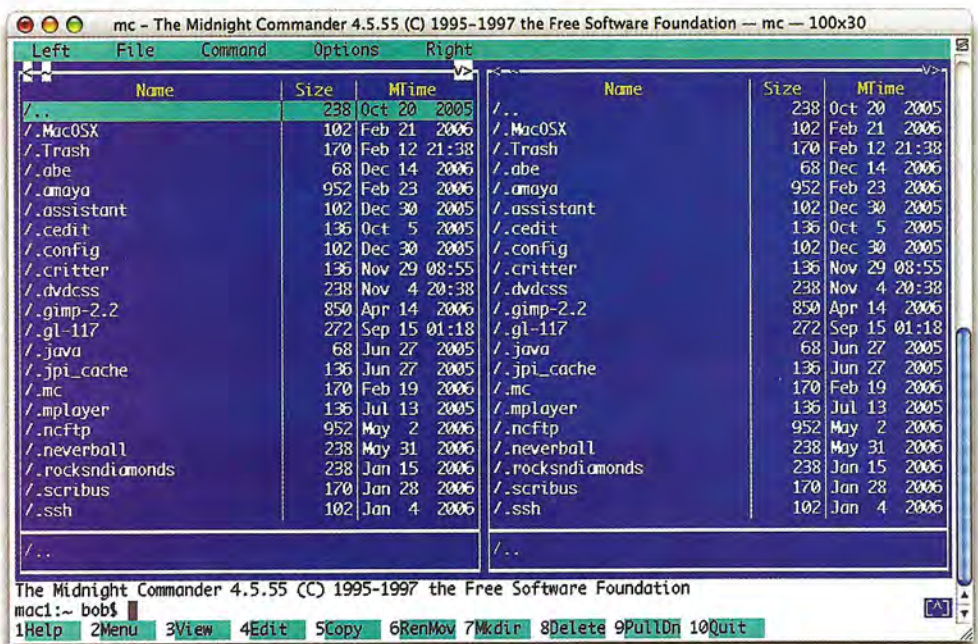 mc – The Midnight Commander 4.5.55 (C) 1995-1997 the Free Software Foundation — mc — 100x30
Left File Command Options Right
<-~ v> <-~ v>
Name Size MTime Name Size MTime
/.. 238 Oct 20 2005 /.. 238 Oct 20 2005
/.MacOSX 102 Feb 21 2006 /.MacOSX 102 Feb 21 2006
/.Trash 170 Feb 12 21:38 /.Trash 170 Feb 12 21:38
/.abe 68 Dec 14 2006 /.abe 68 Dec 14 2006
/.amaya 952 Feb 23 2006 /.amaya 952 Feb 23 2006
/.assistant 102 Dec 30 2005 /.assistant 102 Dec 30 2005
/.cedit 136 Oct 5 2005 /.cedit 136 Oct 5 2005
/.config 102 Dec 30 2005 /.config 102 Dec 30 2005
/.critter 136 Nov 29 08:55 /.critter 136 Nov 29 08:55
/.dvdcss 238 Nov 4 20:38 /.dvdcss 238 Nov 4 20:38
/.gimp-2.2 850 Apr 14 2006 /.gimp-2.2 850 Apr 14 2006
/.gl-117 272 Sep 15 01:18 /.gl-117 272 Sep 15 01:18
/.java 68 Jun 27 2005 /.java 68 Jun 27 2005
/.jpi_cache 136 Jun 27 2005 /.jpi_cache 136 Jun 27 2005
/.mc 170 Feb 19 2006 /.mc 170 Feb 19 2006
/.mplayer 136 Jul 13 2005 /.mplayer 136 Jul 13 2005
/.ncftp 952 May 2 2006 /.ncftp 952 May 2 2006
/.neverball 238 May 31 2006 /.neverball 238 May 31 2006
/.rocksndiamonds 238 Jan 15 2006 /.rocksndiamonds 238 Jan 15 2006
/.scribus 170 Jan 28 2006 /.scribus 170 Jan 28 2006
/.ssh 102 Jan 4 2006 /.ssh 102 Jan 4 2006
/.. /..
The Midnight Commander 4.5.55 (C) 1995-1997 the Free Software Foundation
mac1:~ bob$ [^]
1Help 2Menu 3View 4Edit 5Copy 6RenMov 7Mkdir 8Delete 9PullDn 10Quit